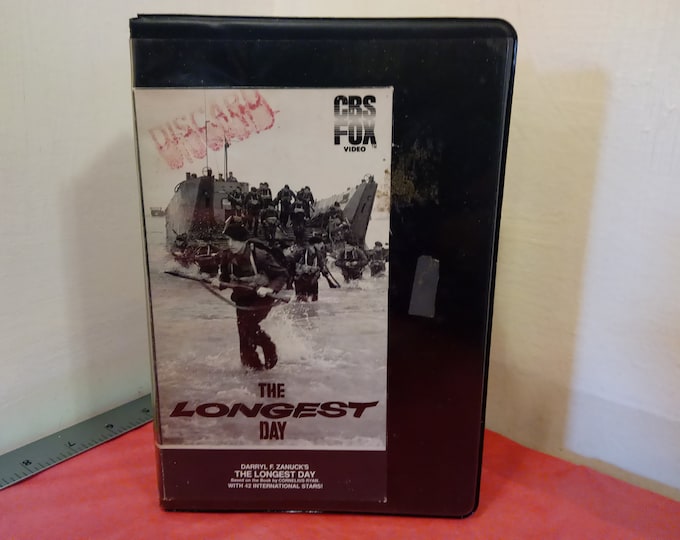 DISCARD
CBS
FOX
VIDEO
THE
LONGEST
DAY
DARRYL F. ZANUCK'S
THE LONGEST DAY
Based on the Book by CORNELIUS RYAN
WITH 42 INTERNATIONAL STARS!